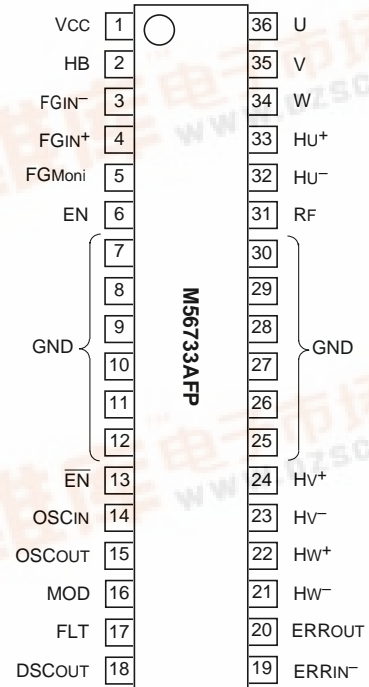 VCC 1 36 U
HB 2 35 V
FGIN− 3 34 W
FGIN+ 4 33 HU+
FGMoni 5 32 HU−
EN 6 31 RF
7 30
8 29
9 28
GND 10 27 GND
11 26
12 25
E̅N̅ 13 24 HV+
OSCIN 14 23 HV−
OSCOUT 15 22 HW+
MOD 16 21 HW−
FLT 17 20 ERROUT
DSCOUT 18 19 ERRIN−
M56733AFP